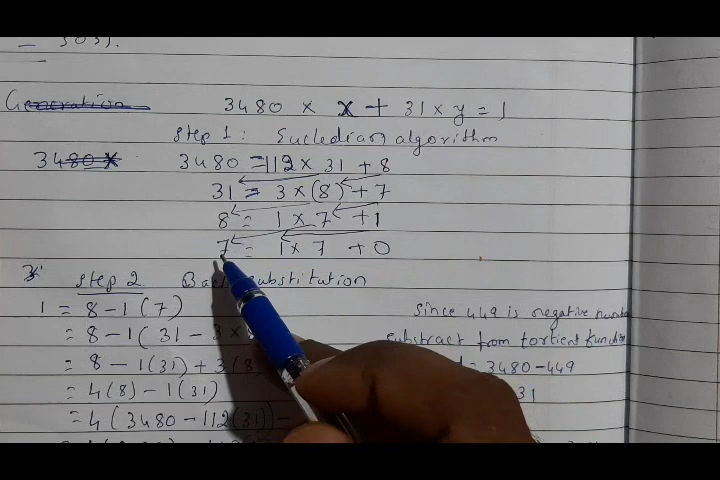 = 3031.
Generation 3480 × x + 31 × y = 1
Step 1: Eucledian algorithm
3480 x 3480 = 112 × 31 + 8
31 = 3 × (8) + 7
8 = 1 × 7 + 1
7 = 1 × 7 + 0
Step 2. Back substitution
1 = 8 - 1 (7)
= 8 - 1 ( 31 - 3 ×
= 8 - 1(31) + 3(8)
= 4(8) - 1(31)
= 4 ( 3480 - 112(31)) -
Since 449 is negative
substract from tortient
= 3480 - 449
31